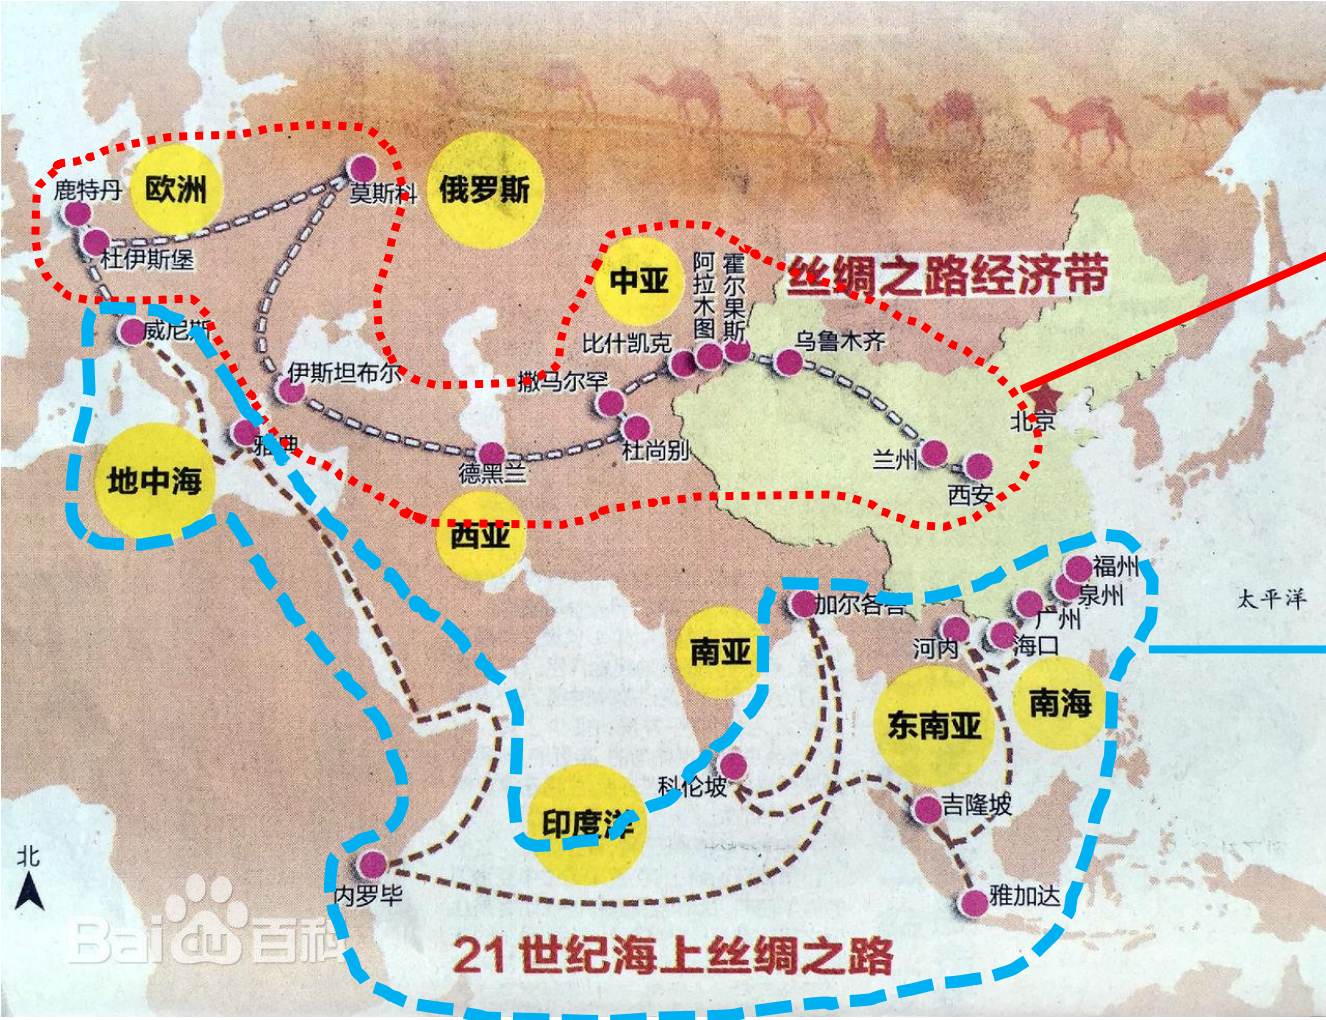 欧洲
鹿特丹
莫斯科
俄罗斯
杜伊斯堡
中亚
阿拉木图
霍尔果斯
丝绸之路经济带
威尼斯
比什凯克
乌鲁木齐
伊斯坦布尔
撒马尔罕
北京
雅典
杜尚别
兰州
德黑兰
地中海
西安
西亚
福州
泉州
太平洋
加尔各答
广州
南亚
河内
海口
南海
东南亚
科伦坡
吉隆坡
印度洋
北
内罗毕
雅加达
Bai 百科
21世纪海上丝绸之路